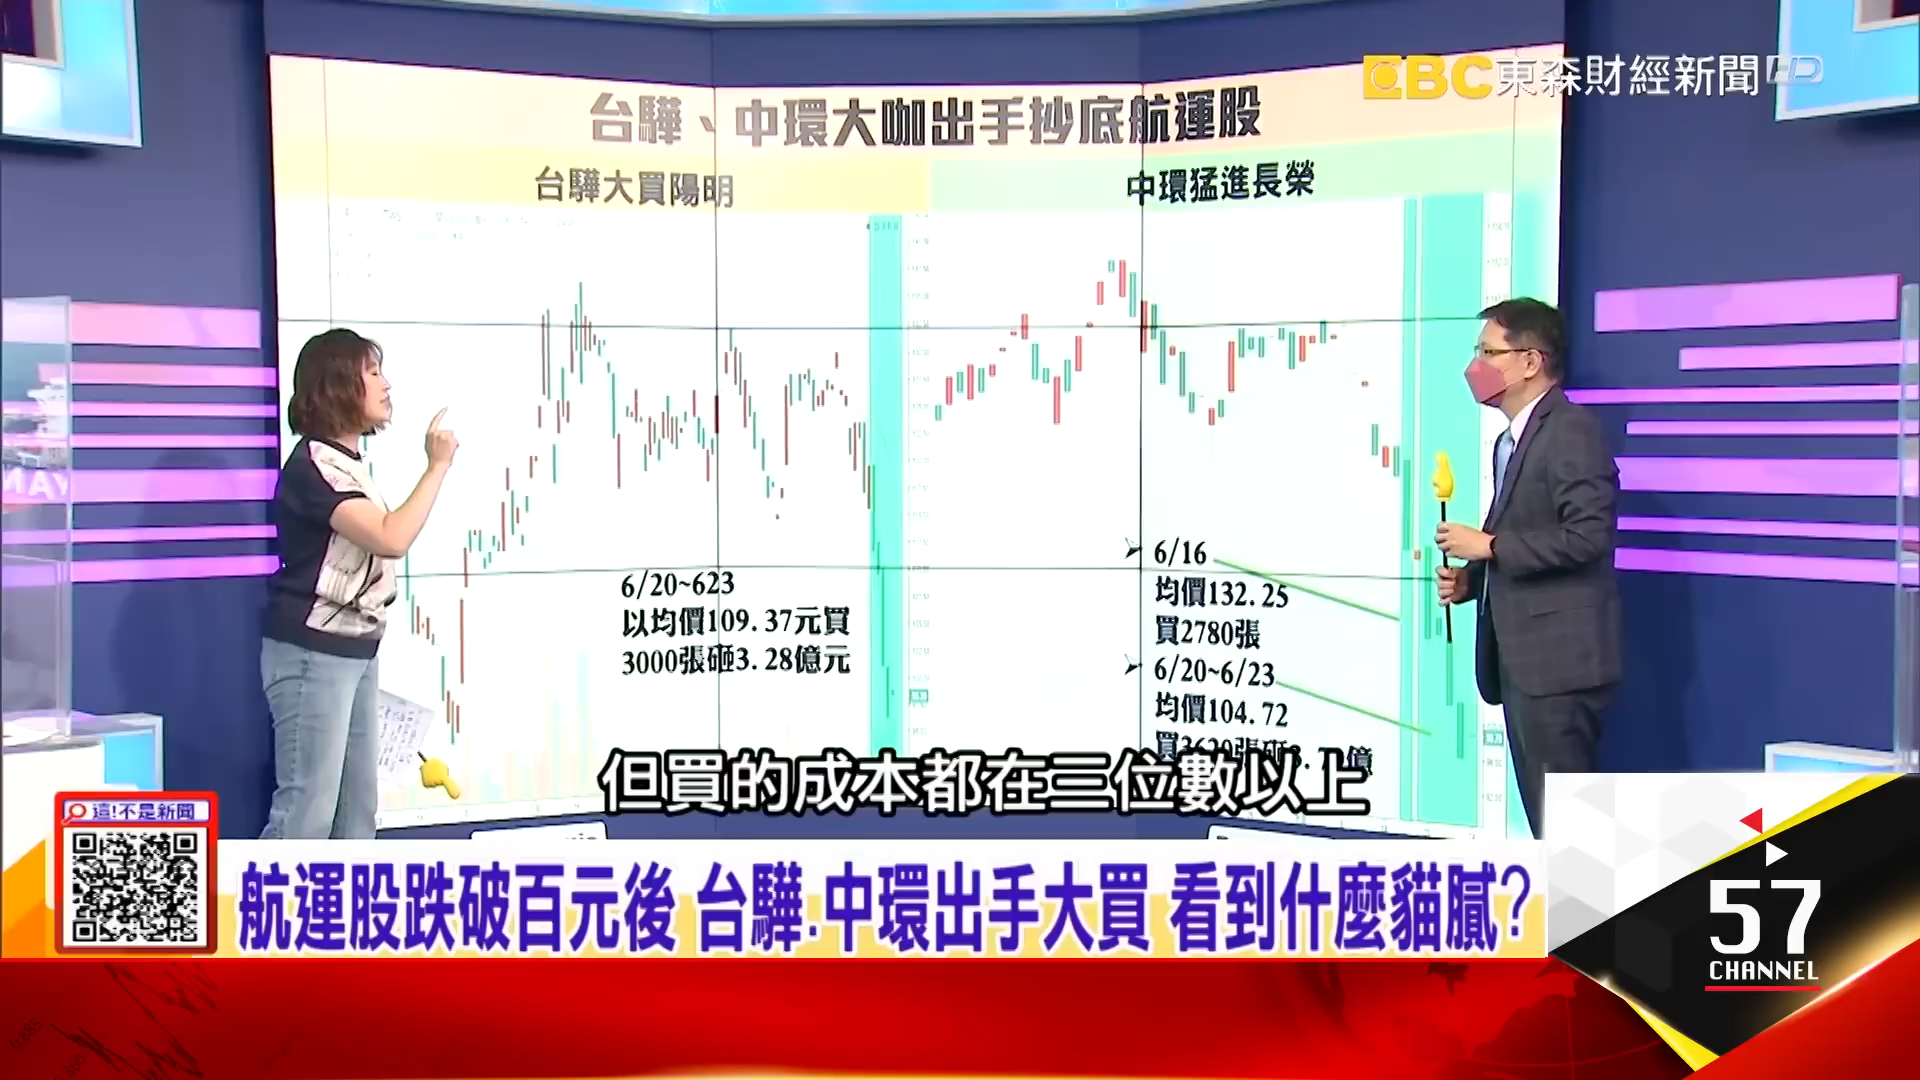 EBC東森財經新聞HD
台驊、中環大咖出手抄底航運股
台驊大買陽明
中環猛進長榮
6/20~623
以均價109.37元買
3000張砸3.28億元
6/16
均價132.25
買2780張
6/20~6/23
均價104.72
但買的成本都在三位數以上
這!不是新聞
航運股跌破百元後 台驊.中環出手大買 看到什麼貓膩?
57
CHANNEL